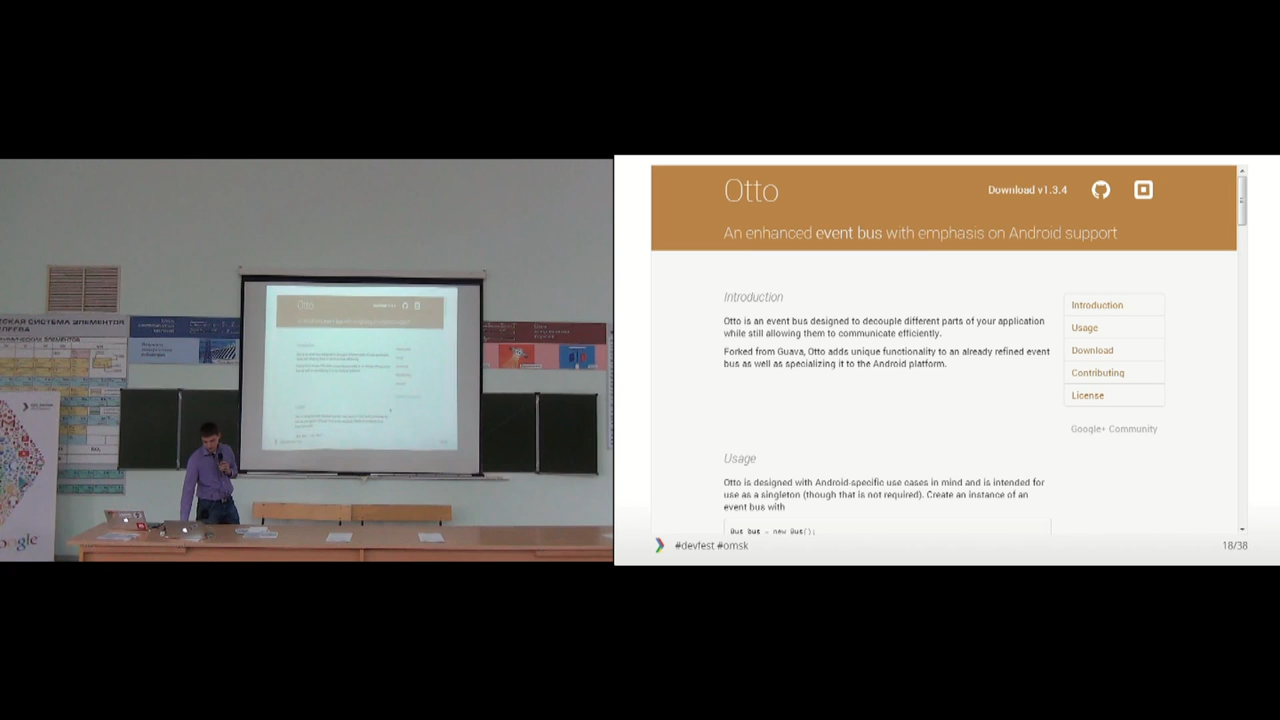 Otto
Download v1.3.4
An enhanced event bus with emphasis on Android support
Introduction
Otto is an event bus designed to decouple different parts of your application
while still allowing them to communicate efficiently.
Forked from Guava, Otto adds unique functionality to an already refined event
bus as well as specializing it to the Android platform.
Introduction
Usage
Download
Contributing
License
Google+ Community
Usage
Otto is designed with Android-specific use cases in mind and is intended for
use as a singleton (though that is not required). Create an instance of an
event bus with
Bus bus = new Bus();
#devfest #omsk
18/38
ЕСКАЯ СИСТЕМА ЭЛЕМЕНТОВ
Otto
oogle